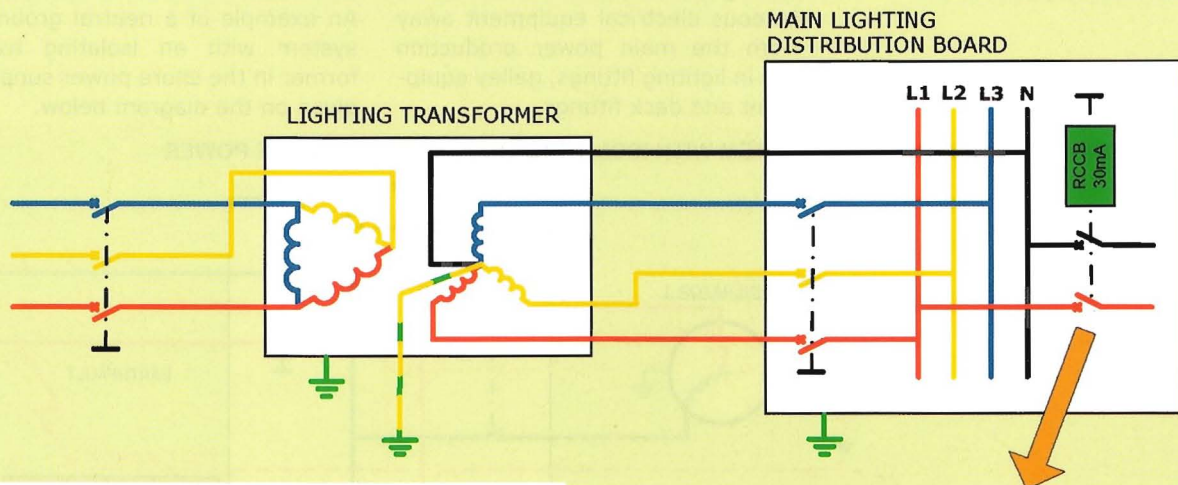 MAIN LIGHTING
DISTRIBUTION BOARD
LIGHTING TRANSFORMER
L1 L2 L3 N
RCCB
30mA